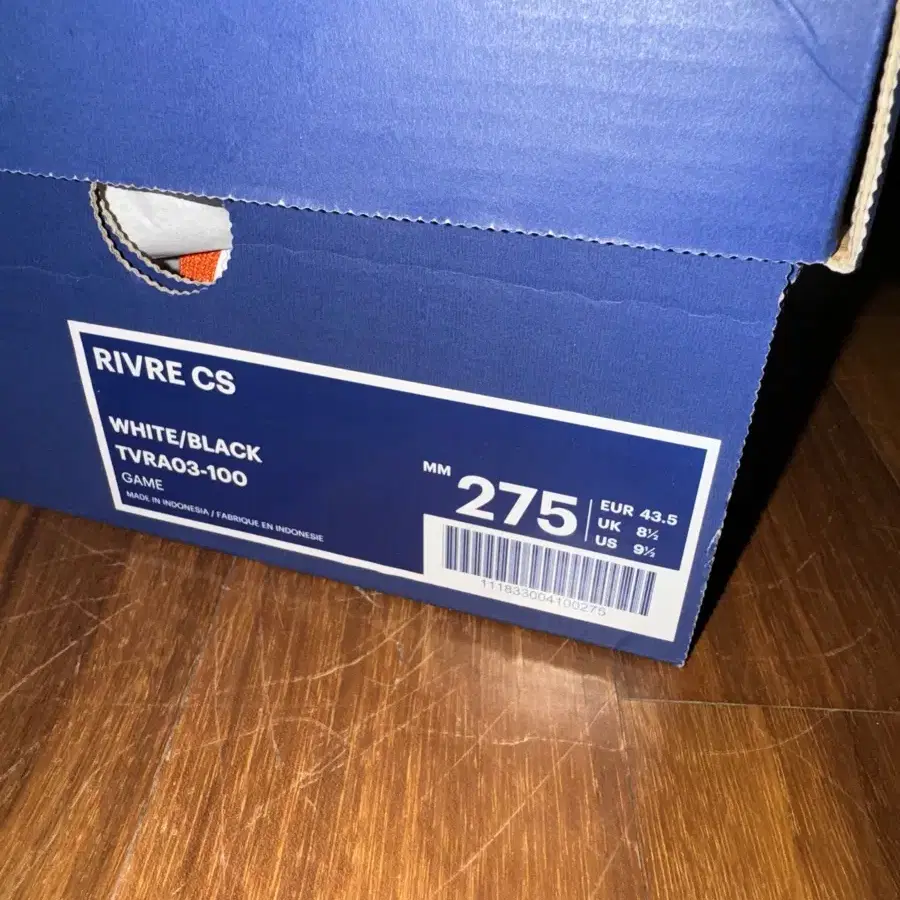 RIVRE CS
WHITE/BLACK
TVRA03-100
GAME
MADE IN INDONESIA / FABRIQUE EN INDONESIE
MM 275
EUR 43.5
UK 8½
US 9½
111833004100275